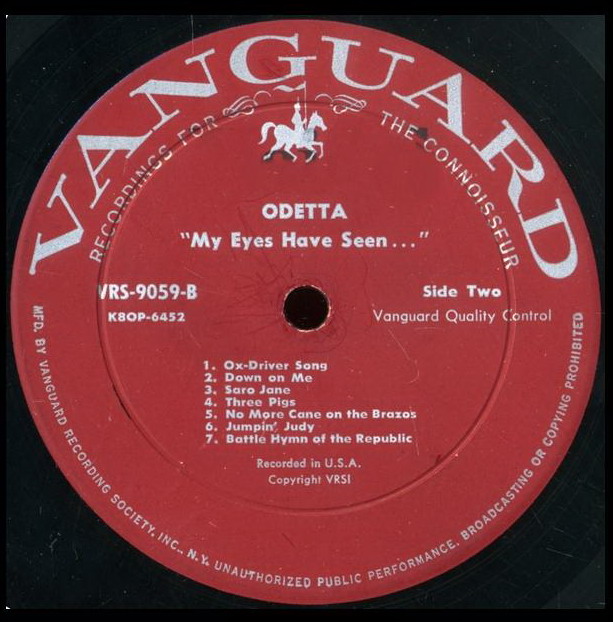 VANGUARD
RECORDINGS FOR THE CONNOISSEUR
ODETTA
"My Eyes Have Seen..."
VRS-9059-B
Side Two
K8OP-6452
Vanguard Quality Control
1. Ox-Driver Song
2. Down on Me
3. Saro Jane
4. Three Pigs
5. No More Cane on the Brazos
6. Jumpin' Judy
7. Battle Hymn of the Republic
Recorded in U.S.A.
Copyright VRSI
MFD. BY VANGUARD RECORDING SOCIETY, INC., N.Y. UNAUTHORIZED PUBLIC PERFORMANCE, BROADCASTING OR COPYING PROHIBITED